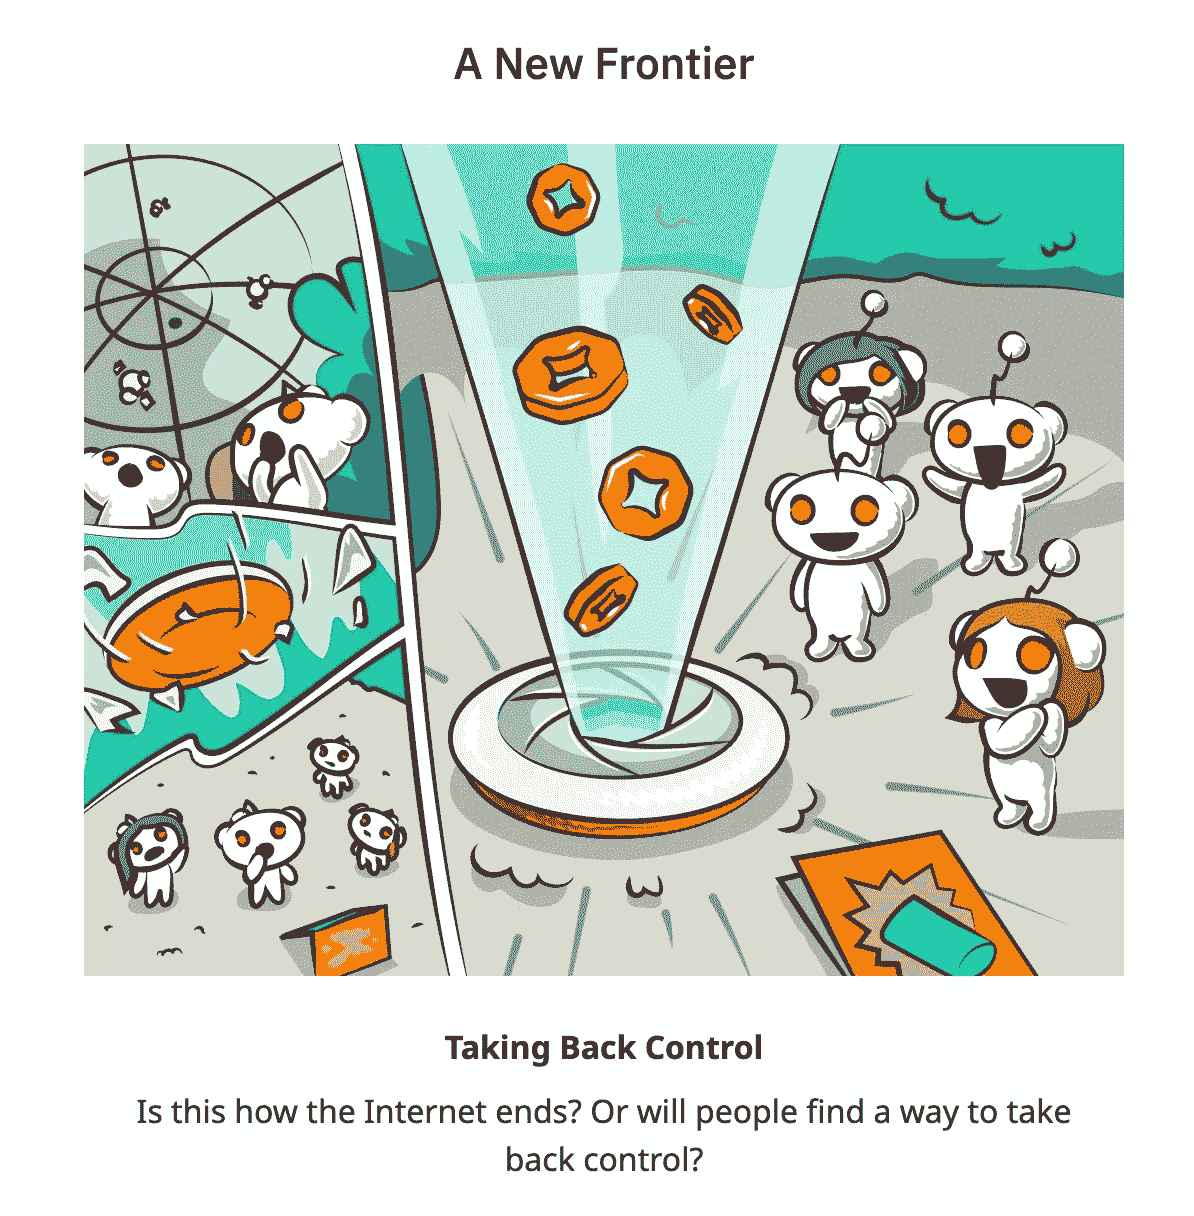 A New Frontier
Taking Back Control
Is this how the Internet ends? Or will people find a way to take
back control?